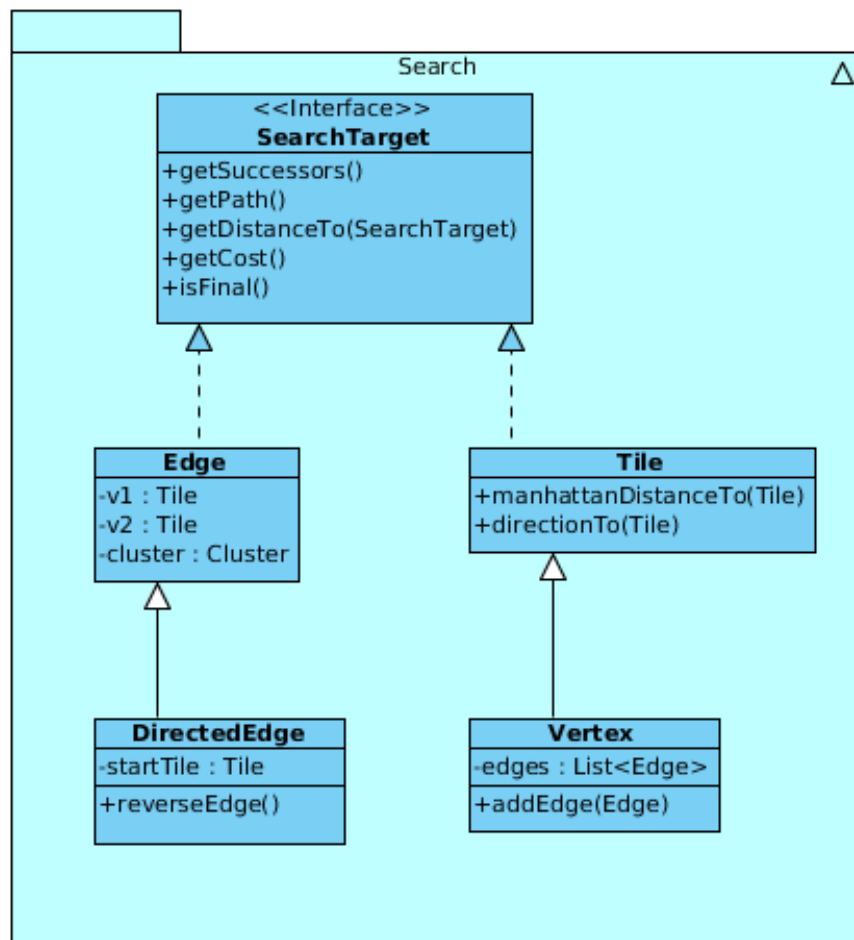 Search
<<Interface>>
SearchTarget
+getSuccessors()
+getPath()
+getDistanceTo(SearchTarget)
+getCost()
+isFinal()
Edge
-v1 : Tile
-v2 : Tile
-cluster : Cluster
Tile
+manhattanDistanceTo(Tile)
+directionTo(Tile)
DirectedEdge
-startTile : Tile
+reverseEdge()
Vertex
-edges : List<Edge>
+addEdge(Edge)